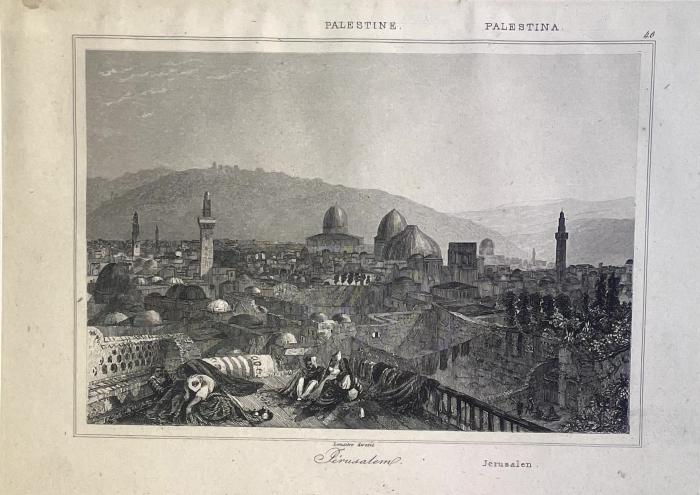 PALESTINE. PALESTINA.
40
Lemaitre direxit
Jérusalem. Jerusalen.